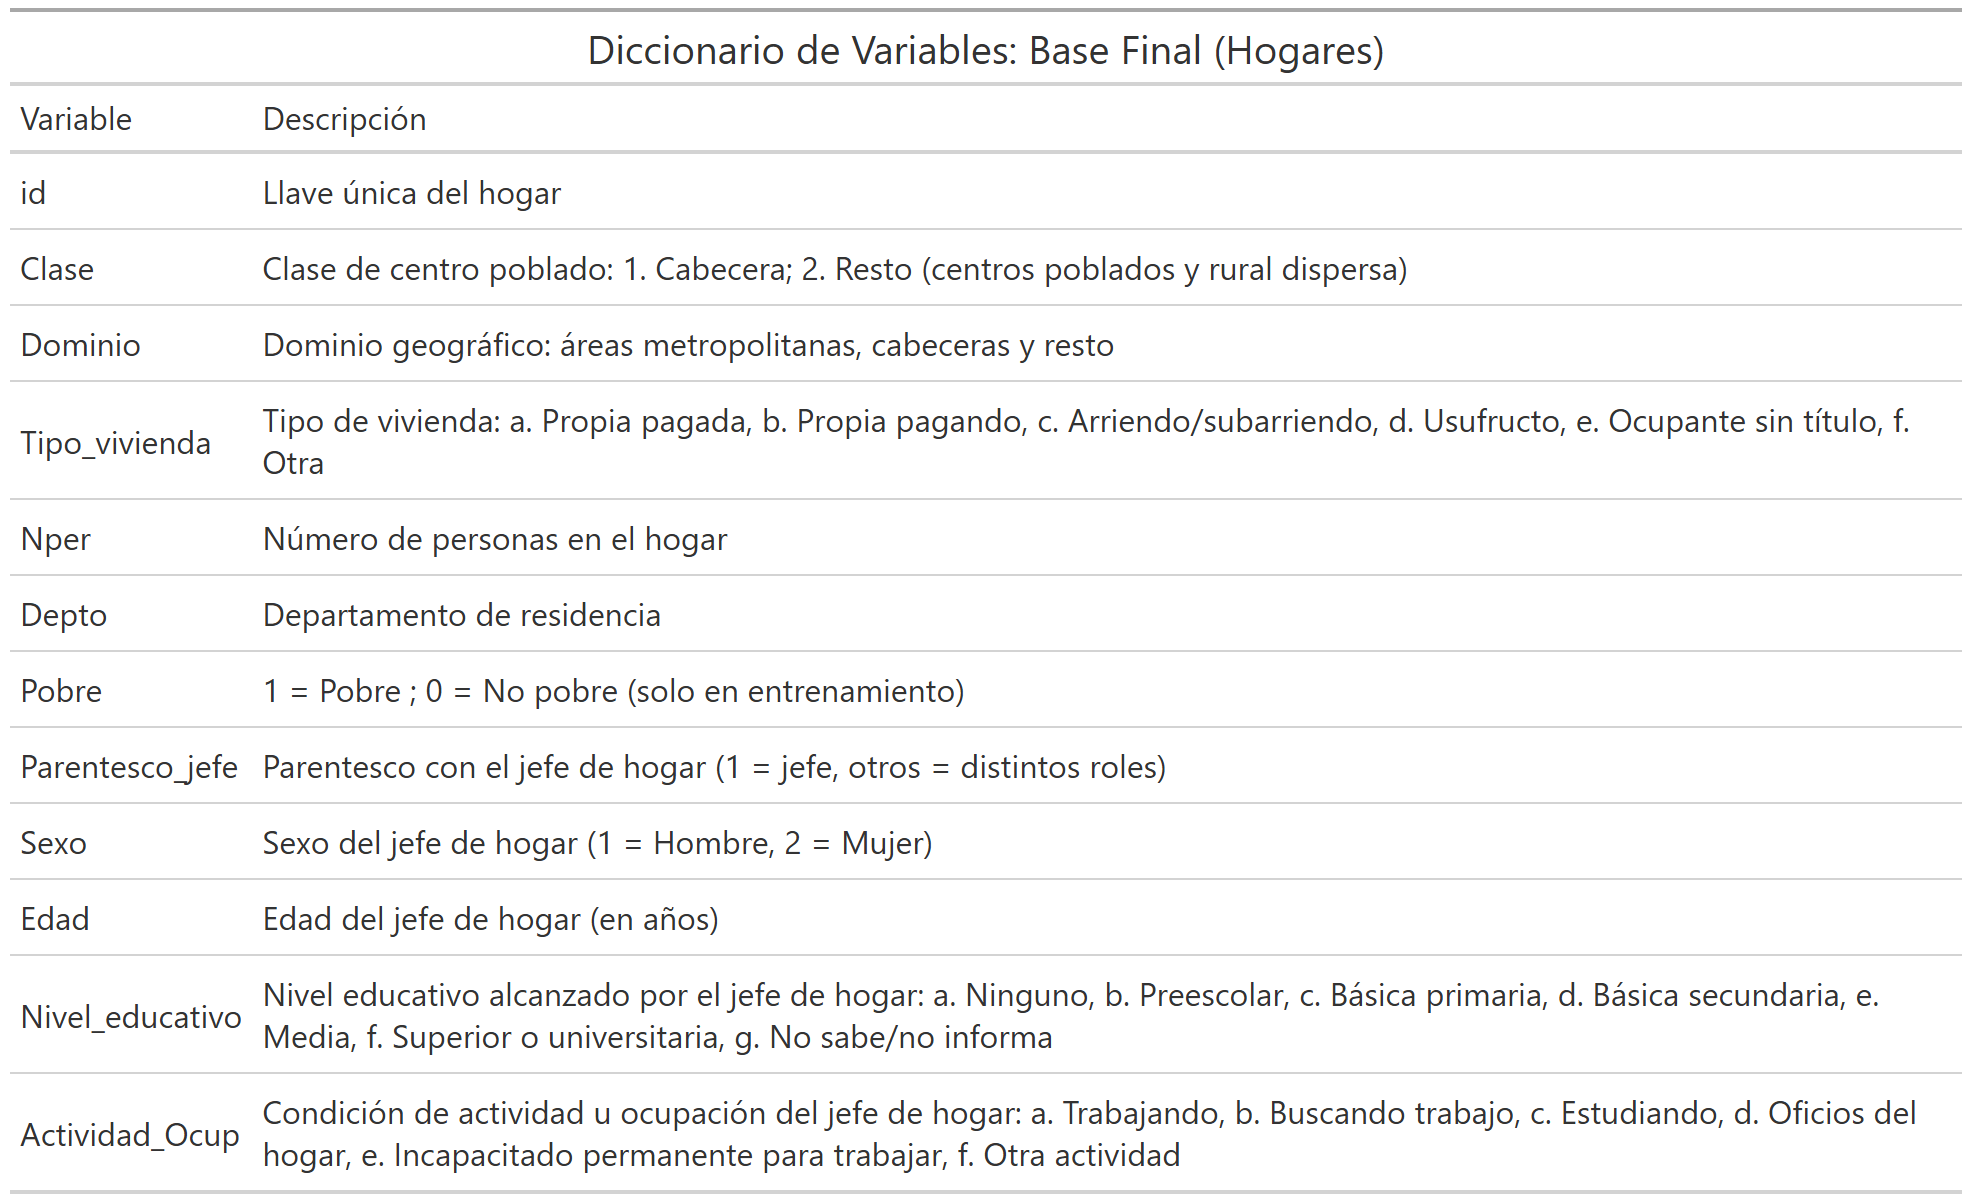 Diccionario de Variables: Base Final (Hogares)
Variable Descripción
id Llave única del hogar
Clase Clase de centro poblado: 1. Cabecera; 2. Resto (centros poblados y rural dispersa)
Dominio Dominio geográfico: áreas metropolitanas, cabeceras y resto
Tipo_vivienda Tipo de vivienda: a. Propia pagada, b. Propia pagando, c. Arriendo/subarriendo, d. Usufructo, e. Ocupante sin título, f.
Otra
Nper Número de personas en el hogar
Depto Departamento de residencia
Pobre 1 = Pobre ; 0 = No pobre (solo en entrenamiento)
Parentesco_jefe Parentesco con el jefe de hogar (1 = jefe, otros = distintos roles)
Sexo Sexo del jefe de hogar (1 = Hombre, 2 = Mujer)
Edad Edad del jefe de hogar (en años)
Nivel_educativo Nivel educativo alcanzado por el jefe de hogar: a. Ninguno, b. Preescolar, c. Básica primaria, d. Básica secundaria, e.
Media, f. Superior o universitaria, g. No sabe/no informa
Actividad_Ocup Condición de actividad u ocupación del jefe de hogar: a. Trabajando, b. Buscando trabajo, c. Estudiando, d. Oficios del
hogar, e. Incapacitado permanente para trabajar, f. Otra actividad